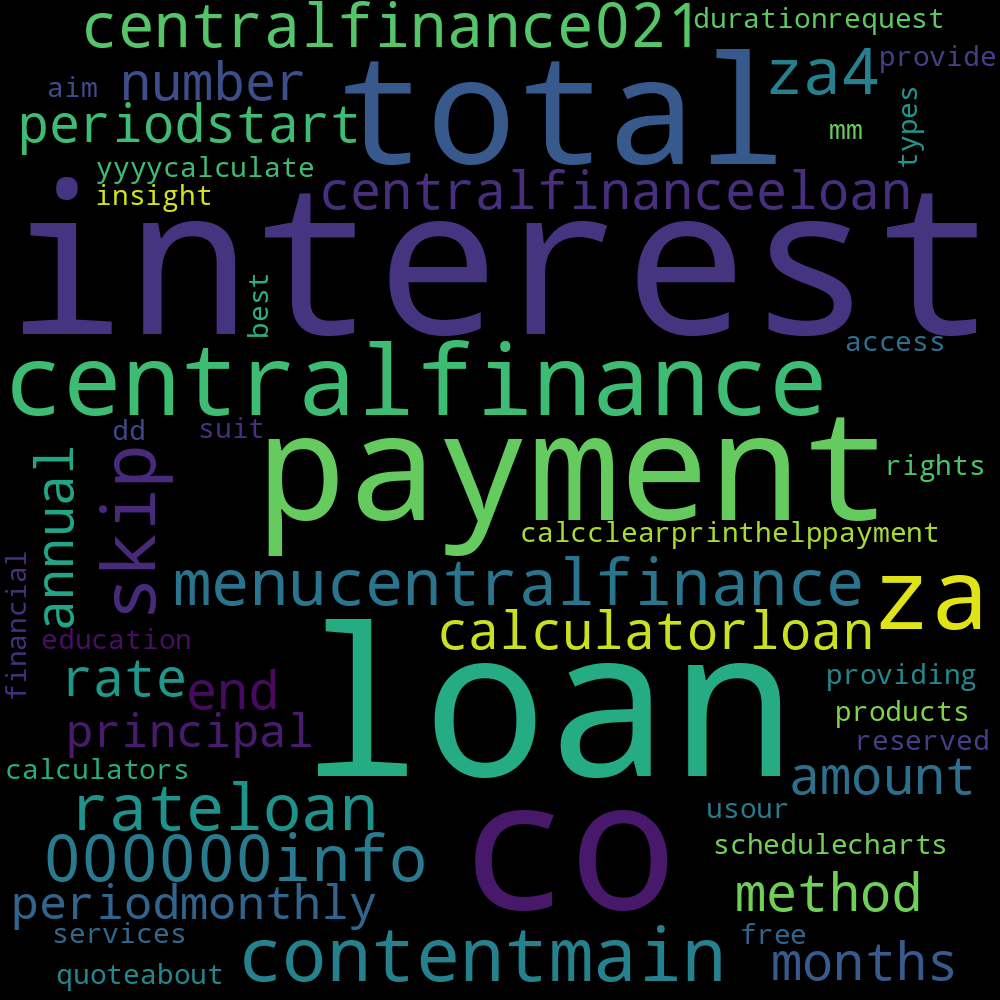 centralfinance021
durationrequest
aim
number
total
za4
provide
periodstart
mm
types
yyyycalculate
insight
centralfinanceeloan
interest
best
access
centralfinance
dd
suit
payment
annual
skip
rights
calcclearprinthelppayment
financial
menucentralfinance
za
education
calculatorloan
loan
rate
end
providing
principal
products
reserved
calculators
amount
rateloan
co
usour
000000info
schedulecharts
periodmonthly
method
services
contentmain
free
quoteabout
months